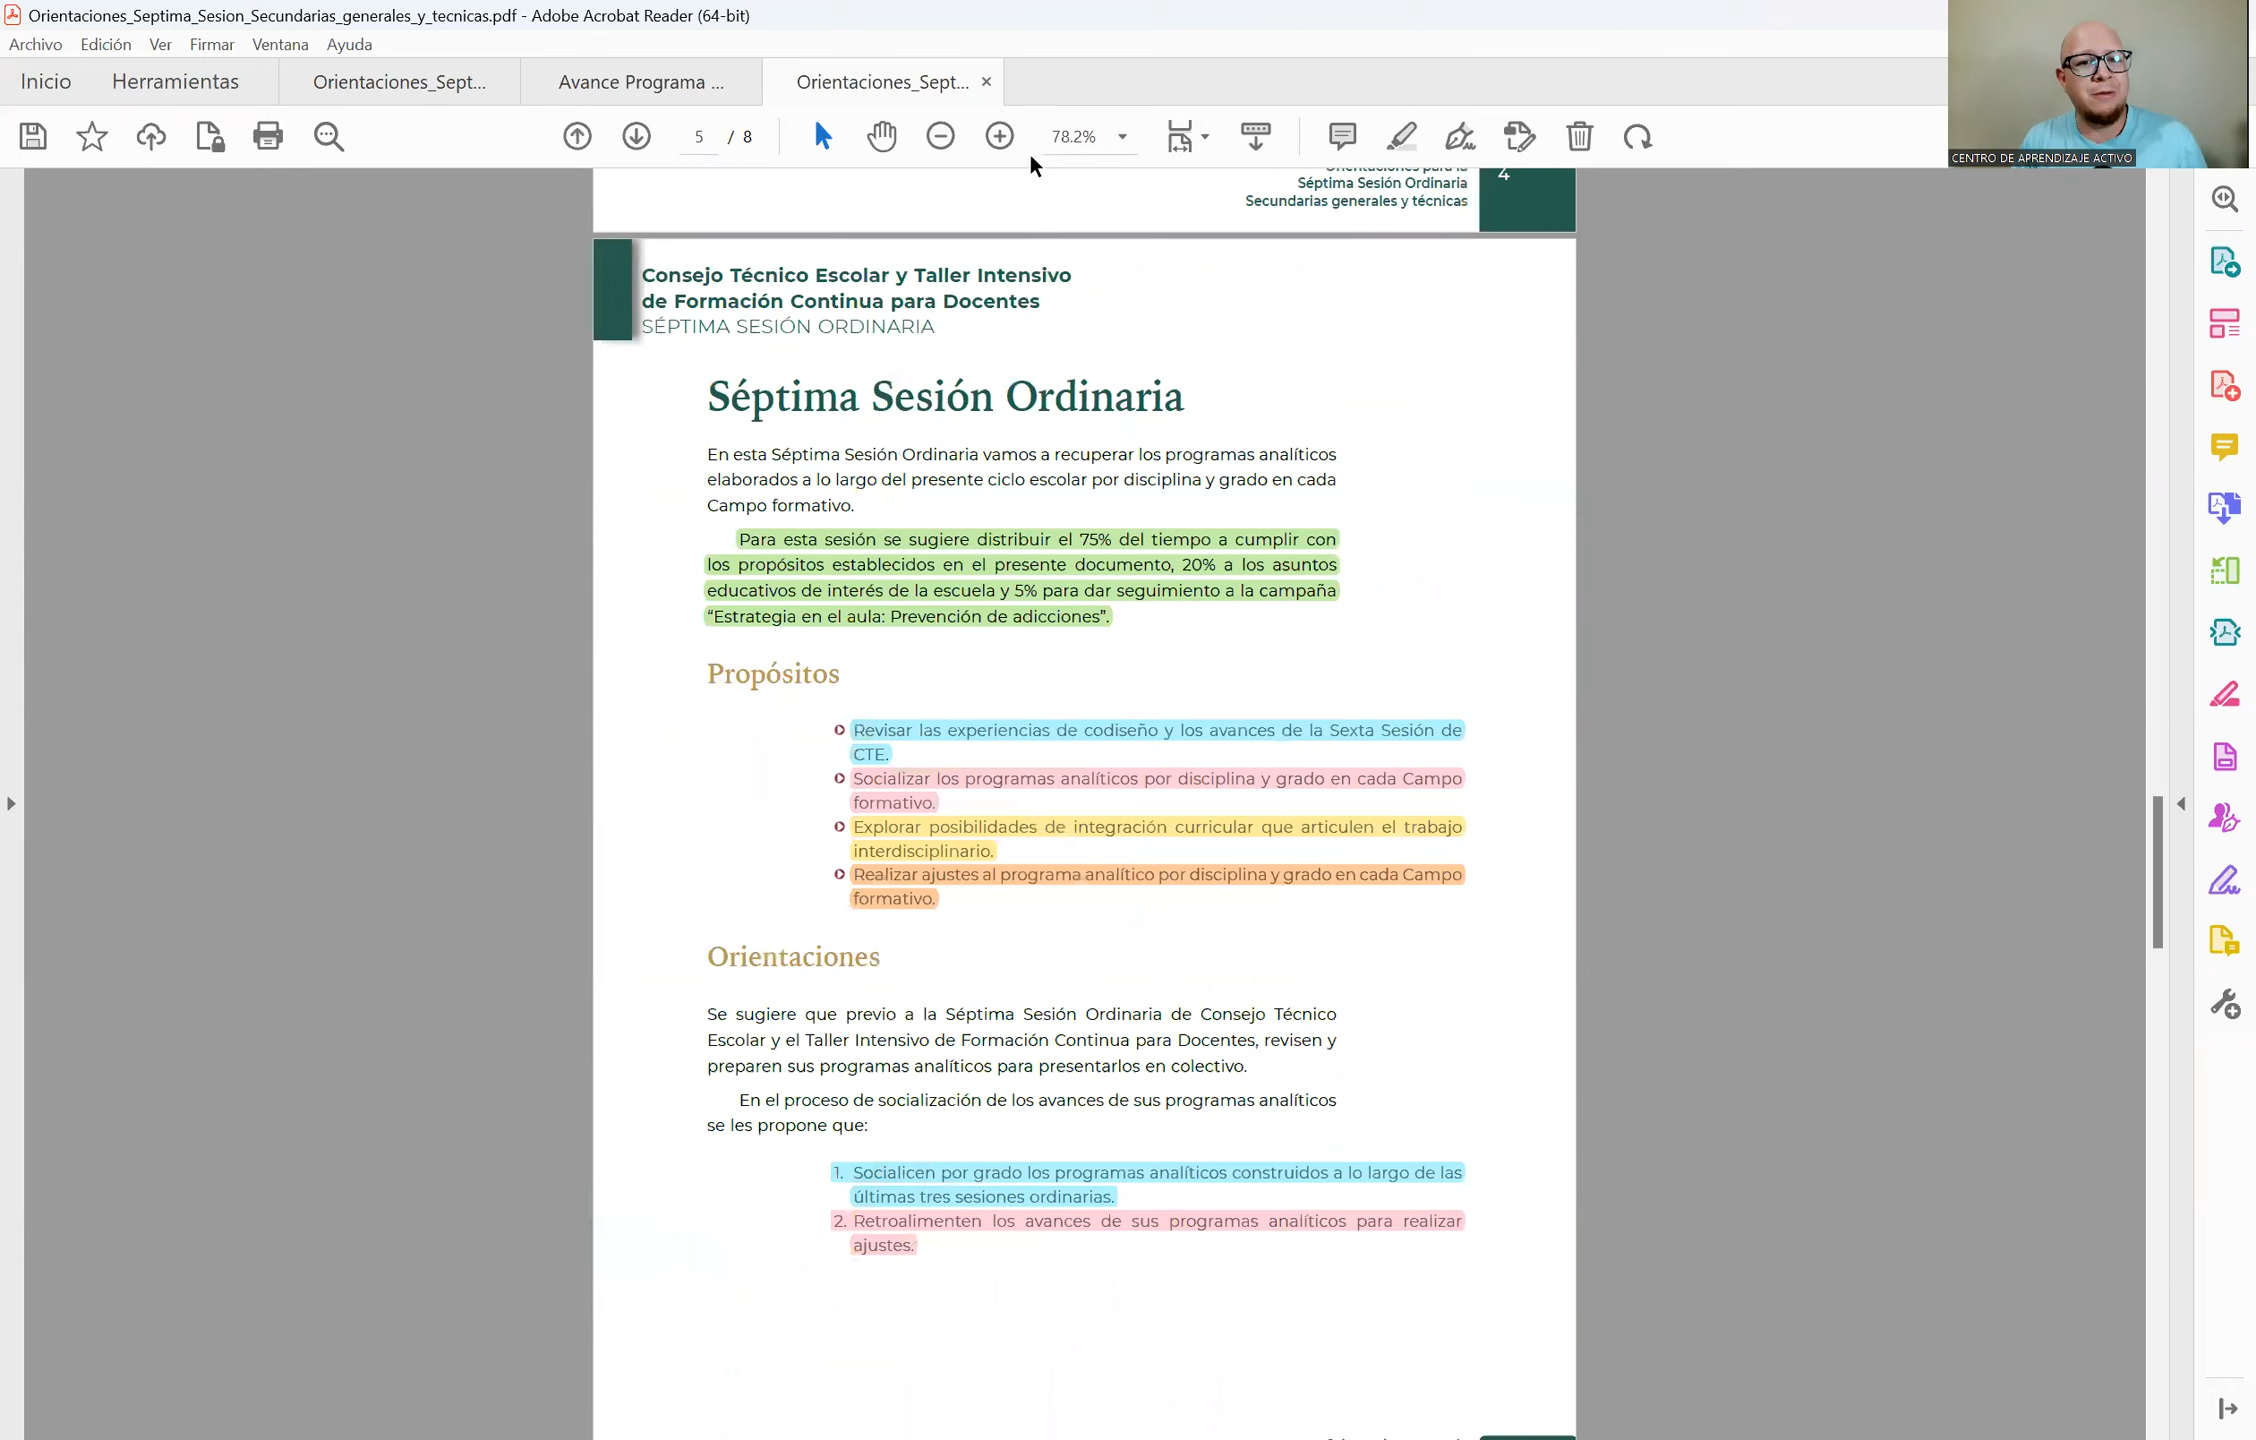 Orientaciones_Septima_Sesion_Secundarias_generales_y_tecnicas.pdf - Adobe Acrobat Reader (64-bit)
Archivo Edición Ver Firmar Ventana Ayuda
Inicio Herramientas Orientaciones_Sept... Avance Programa ... Orientaciones_Sept...
5 / 8 78.2%
CENTRO DE APRENDIZAJE ACTIVO
Orientaciones para la
Séptima Sesión Ordinaria
Secundarias generales y técnicas
4
Consejo Técnico Escolar y Taller Intensivo
de Formación Continua para Docentes
SÉPTIMA SESIÓN ORDINARIA
Séptima Sesión Ordinaria
En esta Séptima Sesión Ordinaria vamos a recuperar los programas analíticos
elaborados a lo largo del presente ciclo escolar por disciplina y grado en cada
Campo formativo.
Para esta sesión se sugiere distribuir el 75% del tiempo a cumplir con
los propósitos establecidos en el presente documento, 20% a los asuntos
educativos de interés de la escuela y 5% para dar seguimiento a la campaña
“Estrategia en el aula: Prevención de adicciones”.
Propósitos
Revisar las experiencias de codiseño y los avances de la Sexta Sesión de
CTE.
Socializar los programas analíticos por disciplina y grado en cada Campo
formativo.
Explorar posibilidades de integración curricular que articulen el trabajo
interdisciplinario.
Realizar ajustes al programa analítico por disciplina y grado en cada Campo
formativo.
Orientaciones
Se sugiere que previo a la Séptima Sesión Ordinaria de Consejo Técnico
Escolar y el Taller Intensivo de Formación Continua para Docentes, revisen y
preparen sus programas analíticos para presentarlos en colectivo.
En el proceso de socialización de los avances de sus programas analíticos
se les propone que:
1. Socialicen por grado los programas analíticos construidos a lo largo de las
últimas tres sesiones ordinarias.
2. Retroalimenten los avances de sus programas analíticos para realizar
ajustes.